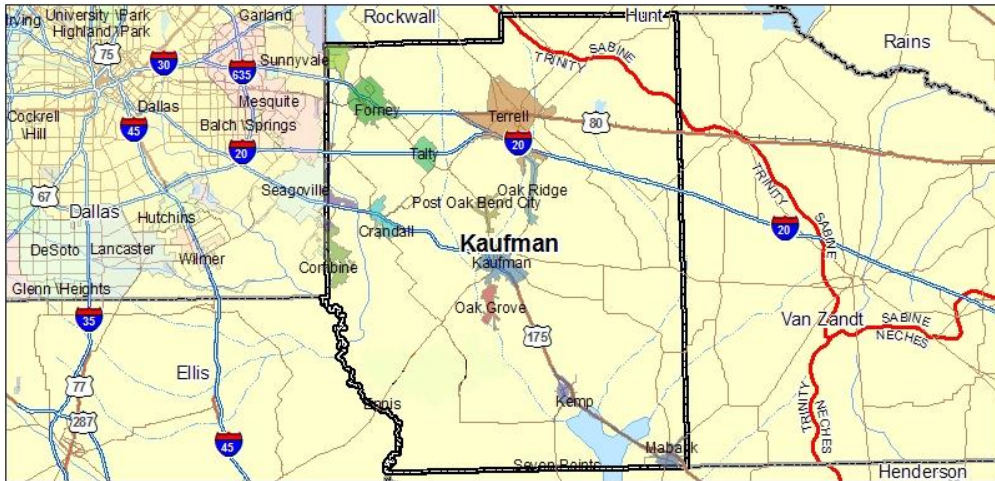 Irving
University \Park
Highland \Park
Garland
Rockwall
Hunt
Rains
75
30
635
Sunnyvale
SABINE
TRINITY
Cockrell
\Hill
Dallas
Mesquite
Forney
Terrell
80
45
Balch \Springs
20
Talty
20
TRINITY
SABINE
67
Seagoville
Oak Ridge
Post Oak Bend City
Dallas
Hutchins
Crandall
20
DeSoto
Lancaster
Wilmer
Combine
Kaufman
Kaufman
Glenn \Heights
Oak Grove
35
175
Van Zandt
SABINE
NECHES
Ellis
77
Ennis
Kemp
TRINITY
NECHES
287
45
Mabank
Seven Points
Henderson